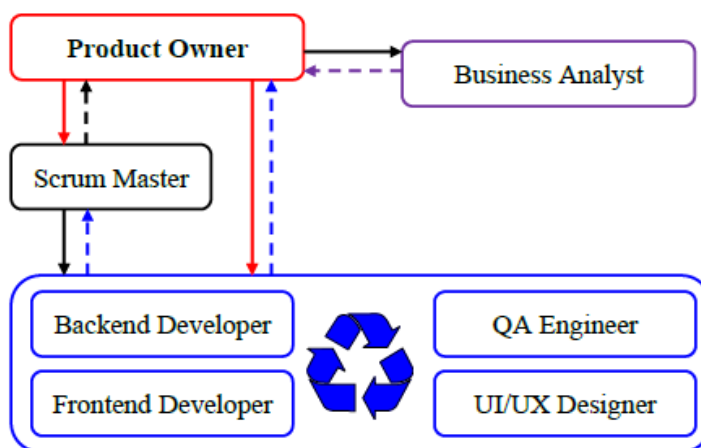 Product Owner
Business Analyst
Scrum Master
Backend Developer
QA Engineer
Frontend Developer
UI/UX Designer